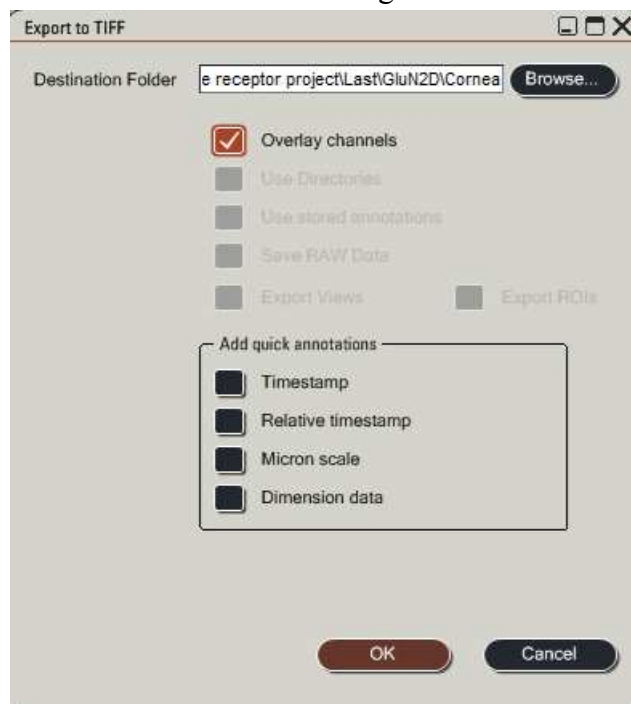 Export to TIFF
Destination Folder e receptor project\Last\GluN2D\Cornea Browse...
Overlay channels
Use Directories
Use stored annotations
Save RAW Data
Export Views Export ROIs
Add quick annotations
Timestamp
Relative timestamp
Micron scale
Dimension data
OK Cancel